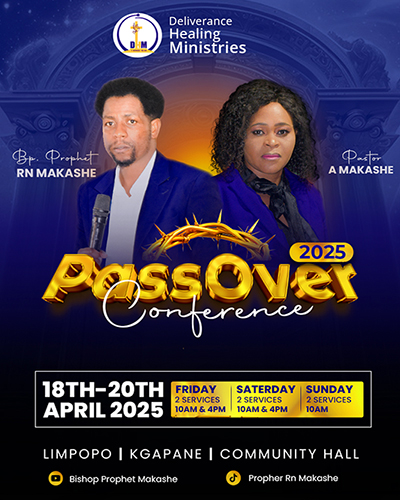 Deliverance
Healing
Ministries
DHM
Bp. Prophet
RN MAKASHE
Pastor
A MAKASHE
2025
PassOver
Conference
18TH-20TH
APRIL 2025
FRIDAY
2 SERVICES
10AM & 4PM
SATERDAY
2 SERVICES
10AM & 4PM
SUNDAY
2 SERVICES
10AM
LIMPOPO | KGAPANE | COMMUNITY HALL
Bishop Prophet Makashe
Propher Rn Makashe